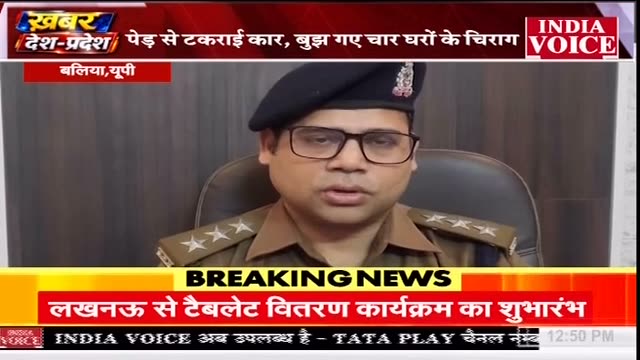 ख़बर
देश-प्रदेश
पेड़ से टकराई कार, बुझ गए चार घरों के चिराग
INDIA
VOICE
बलिया,यूपी
BREAKING NEWS
लखनऊ से टैबलेट वितरण कार्यक्रम का शुभारंभ
VOICE INDIA VOICE अब उपलब्ध है - TATA PLAY चैनल
12:50 PM